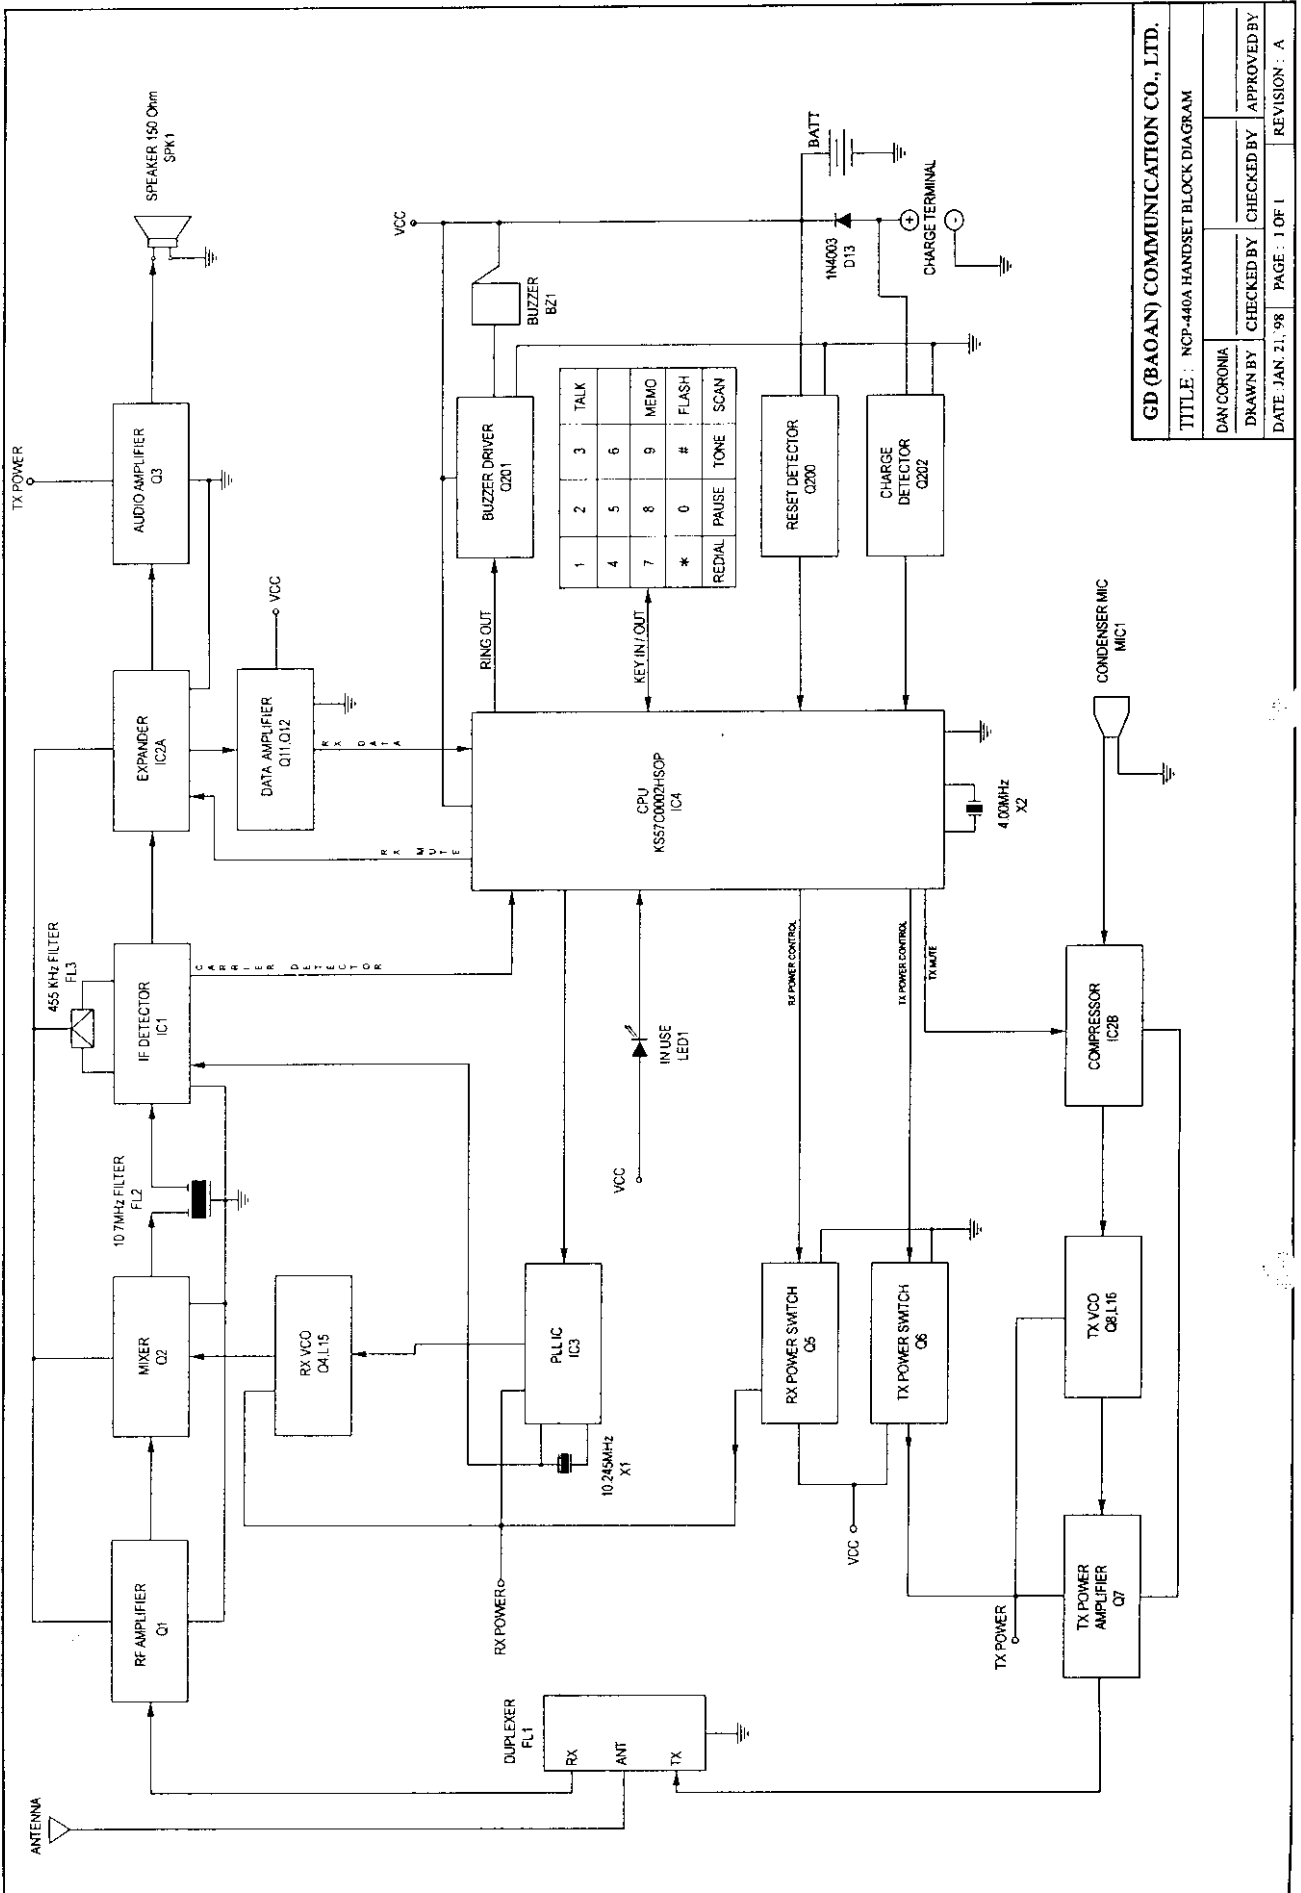 ANTENNA
TX POWER
RF AMPLIFIER
Q1
MIXER
Q2
10.7MHz FILTER
FL2
455 KHz FILTER
FL3
IF DETECTOR
IC1
EXPANDER
IC2A
AUDIO AMPLIFIER
Q3
SPEAKER 150 Ohm
SPK1
DATA AMPLIFIER
Q11,Q12
VCC
RX VCO
Q4,L15
CARRIER DETECTOR
RX MUTE
RX DATA
VCC
BUZZER
BZ1
BUZZER DRIVER
Q201
RING OUT
DUPLEXER
FL1
RX
ANT
TX
RX POWER
PLL IC
IC3
10.245MHz
X1
VCC
IN USE
LED1
CPU
KS57C0002HSOP
IC4
KEY IN / OUT
1 2 3 TALK
4 5 6
7 8 9 MEMO
* 0 # FLASH
REDIAL PAUSE TONE SCAN
RX POWER SWITCH
Q5
RX POWER CONTROL
RESET DETECTOR
Q200
BATT
1N4003
D13
VCC
TX POWER SWITCH
Q6
TX POWER CONTROL
TX MUTE
CHARGE
DETECTOR
Q202
+
-
CHARGE TERMINAL
4.00MHz
X2
TX POWER
TX POWER
AMPLIFIER
Q7
TX VCO
Q8,L16
COMPRESSOR
IC2B
CONDENSER MIC
MIC1
GD (BAOAN) COMMUNICATION CO., LTD.
TITLE : NCP-440A HANDSET BLOCK DIAGRAM
DAN CORONIA
DRAWN BY CHECKED BY CHECKED BY APPROVED BY
DATE : JAN. 21, '98 PAGE : 1 OF 1 REVISION : A